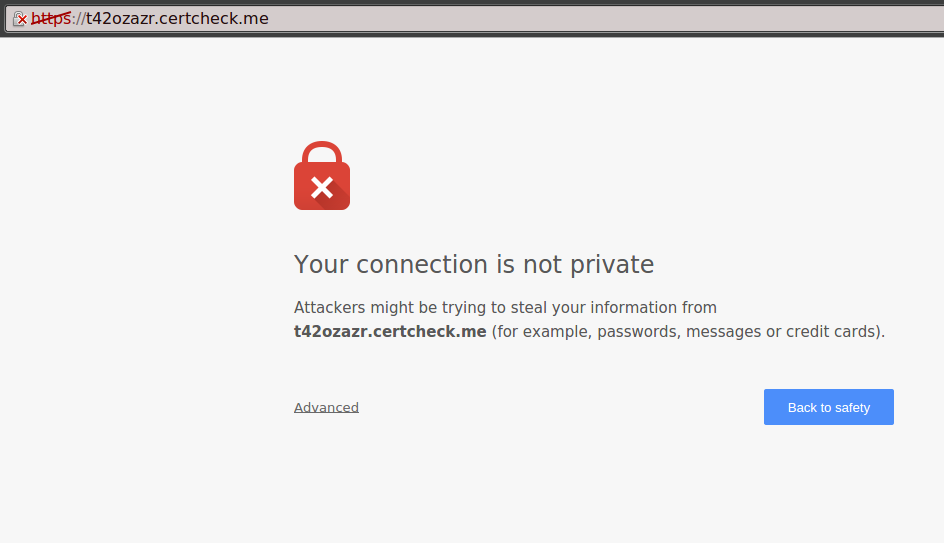 https://t42ozazr.certcheck.me
Your connection is not private
Attackers might be trying to steal your information from
t42ozazr.certcheck.me (for example, passwords, messages or credit cards).
Advanced
Back to safety